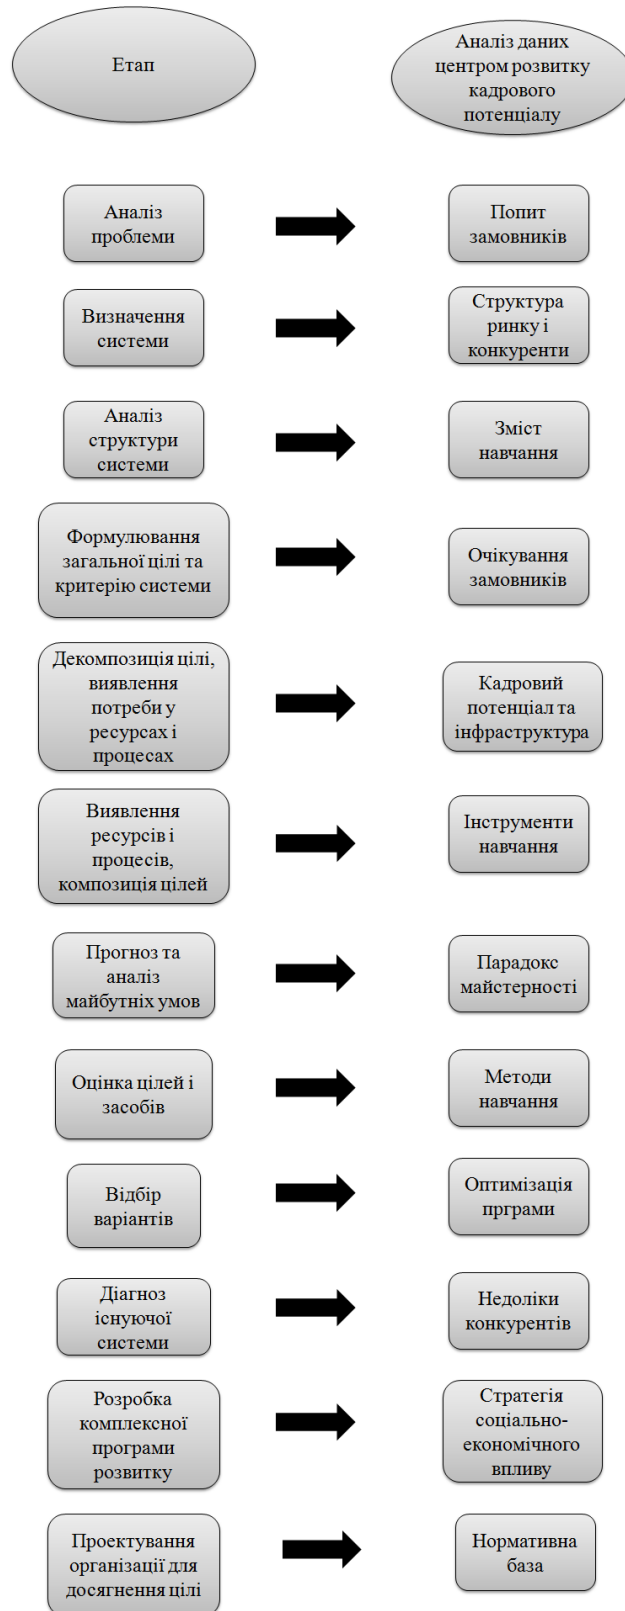 Етап
Аналіз даних
центром розвитку
кадрового
потенціалу
Аналіз
проблеми
Попит
замовників
Визначення
системи
Структура
ринку і
конкуренти
Аналіз
структури
системи
Зміст
навчання
Формулювання
загальної цілі та
критерію системи
Очікування
замовників
Декомпозиція цілі,
виявлення
потреби у
ресурсах і
процесах
Кадровий
потенціал та
інфраструктура
Виявлення
ресурсів і
процесів,
композиція цілей
Інструменти
навчання
Прогноз та
аналіз
майбутніх умов
Парадокс
майстерності
Оцінка цілей і
засобів
Методи
навчання
Відбір
варіантів
Оптимізація
прграми
Діагноз
існуючої
системи
Недоліки
конкурентів
Розробка
комплексної
програми
розвитку
Стратегія
соціально-
економічного
впливу
Проектування
організації для
досягнення цілі
Нормативна
база